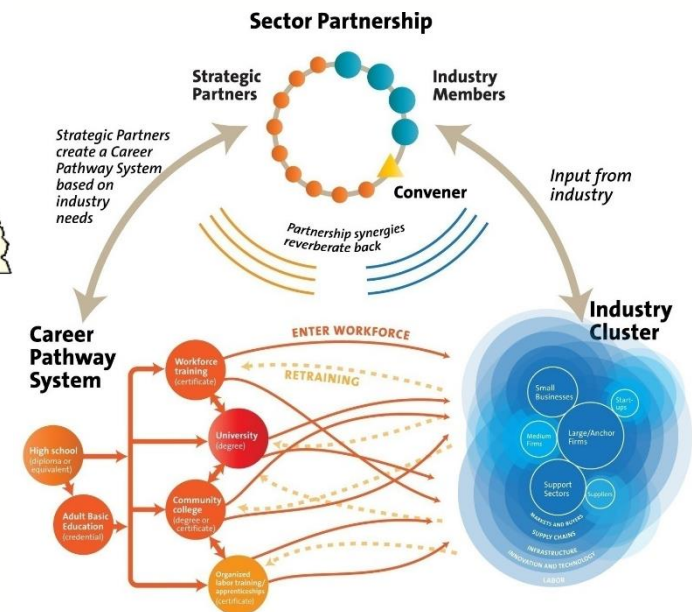 Sector Partnership
Strategic
Partners
Industry
Members
Convener
Strategic Partners
create a Career
Pathway System
based on
industry
needs
Input from
industry
Partnership synergies
reverberate back
Career
Pathway
System
Industry
Cluster
ENTER WORKFORCE
RETRAINING
Workforce
training
(certificate)
University
(degree)
High school
(diploma or
equivalent)
Adult Basic
Education
(credential)
Community
college
(degree or
certificate)
Organized
labor training/
apprenticeships
(certificate)
Small
Businesses
Start-
ups
Medium
Firms
Large/Anchor
Firms
Support
Sectors
Suppliers
MARKETS AND BUYERS
SUPPLY CHAINS
INFRASTRUCTURE
INNOVATION AND TECHNOLOGY
LABOR